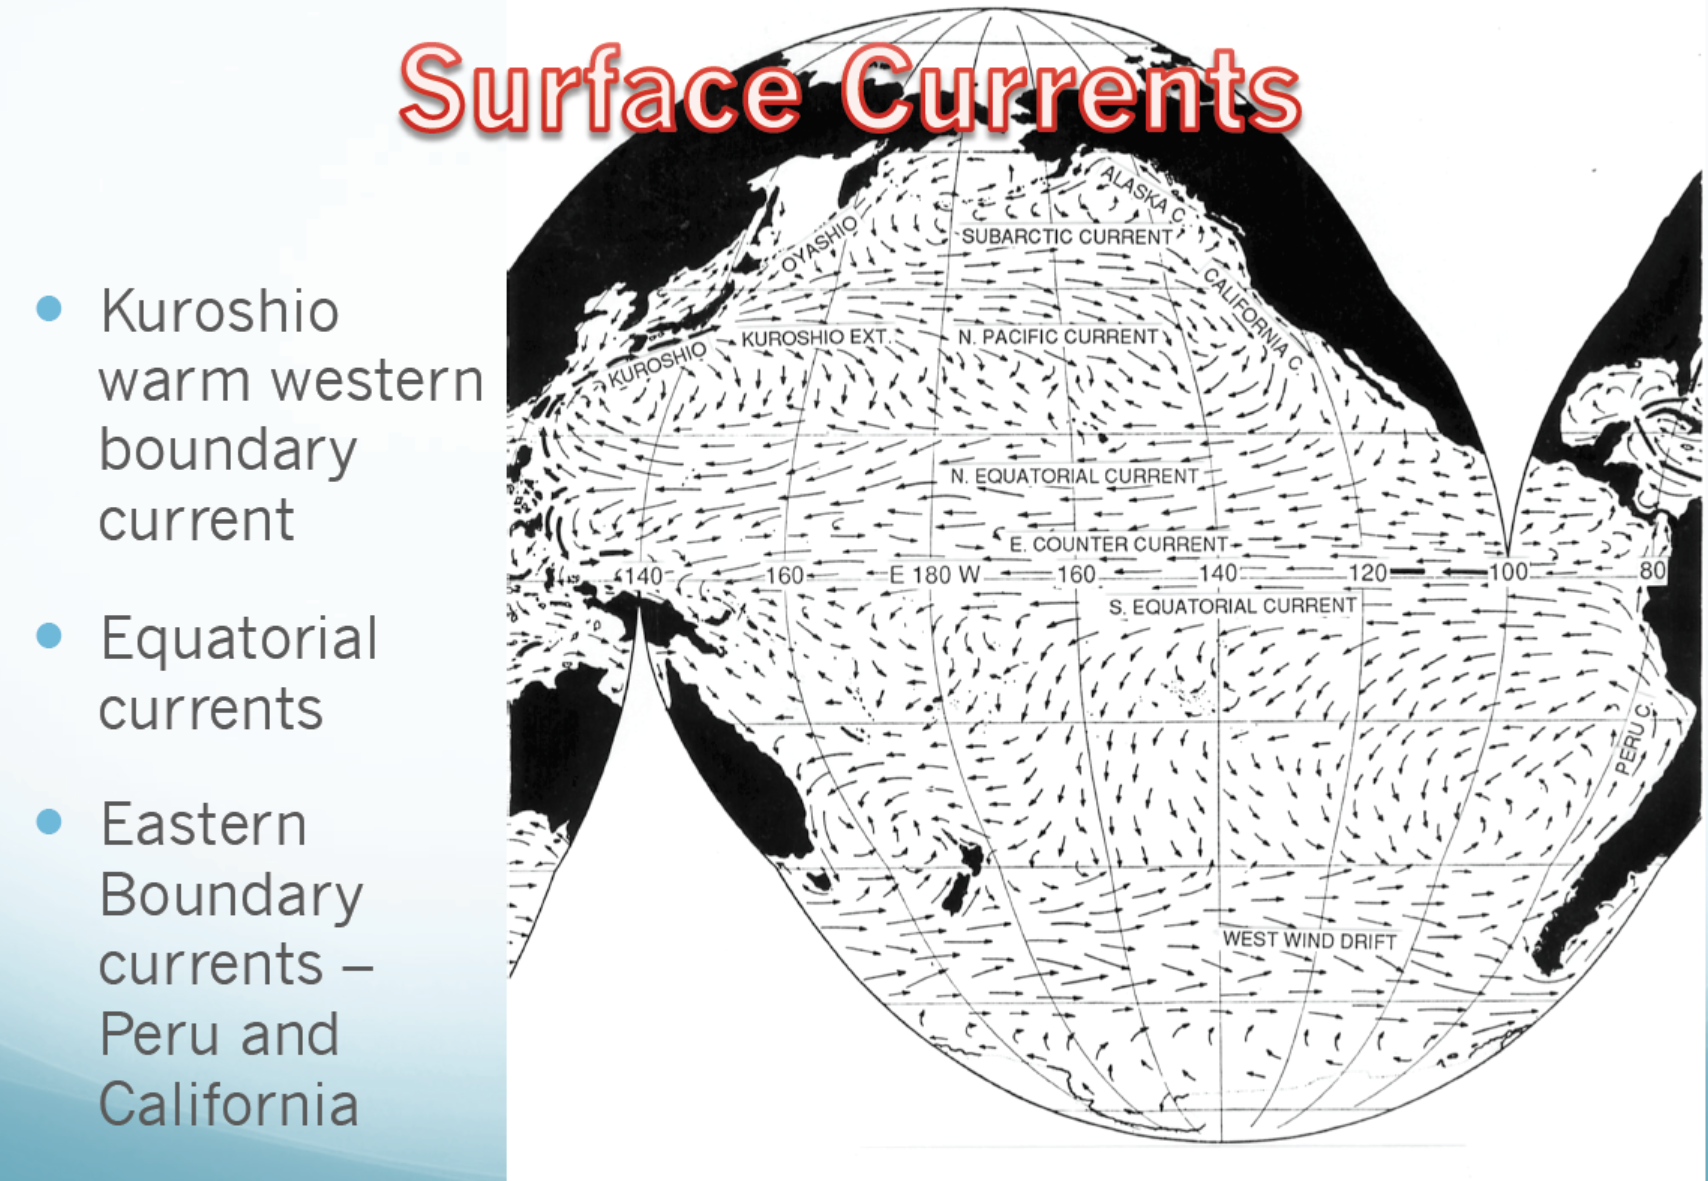 Surface Currents
• Kuroshio
warm western
boundary
current
• Equatorial
currents
• Eastern
Boundary
currents –
Peru and
California
ALASKA C.
OYASHIO
SUBARCTIC CURRENT
CALIFORNIA C.
KUROSHIO
KUROSHIO EXT.
N. PACIFIC CURRENT
N. EQUATORIAL CURRENT
E. COUNTER CURRENT
140 160 E 180 W 160 140 120 100 80
S. EQUATORIAL CURRENT
PERU C.
WEST WIND DRIFT